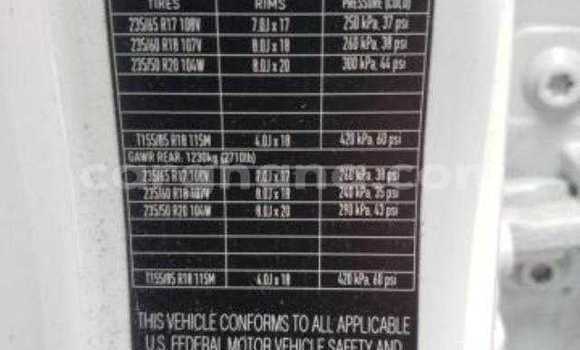 TIRES RIMS PRESSURE (COLD)
235/65 R17 108V 7.0J x 17 250 kPa, 37 psi
235/60 R18 107V 8.0J x 18 260 kPa, 38 psi
235/50 R20 104W 8.0J x 20 300 kPa, 44 psi
T155/85 R18 115M 4.0J x 18 420 kPa, 60 psi
GAWR REAR: 1230kg (2710lb)
235/65 R17 108V 7.0J x 17 260 kPa, 38 psi
235/60 R18 107V 8.0J x 18 240 kPa, 35 psi
235/50 R20 104W 8.0J x 20 290 kPa, 43 psi
T155/85 R18 115M 4.0J x 18 420 kPa, 60 psi
THIS VEHICLE CONFORMS TO ALL APPLICABLE
U.S. FEDERAL MOTOR VEHICLE SAFETY AND